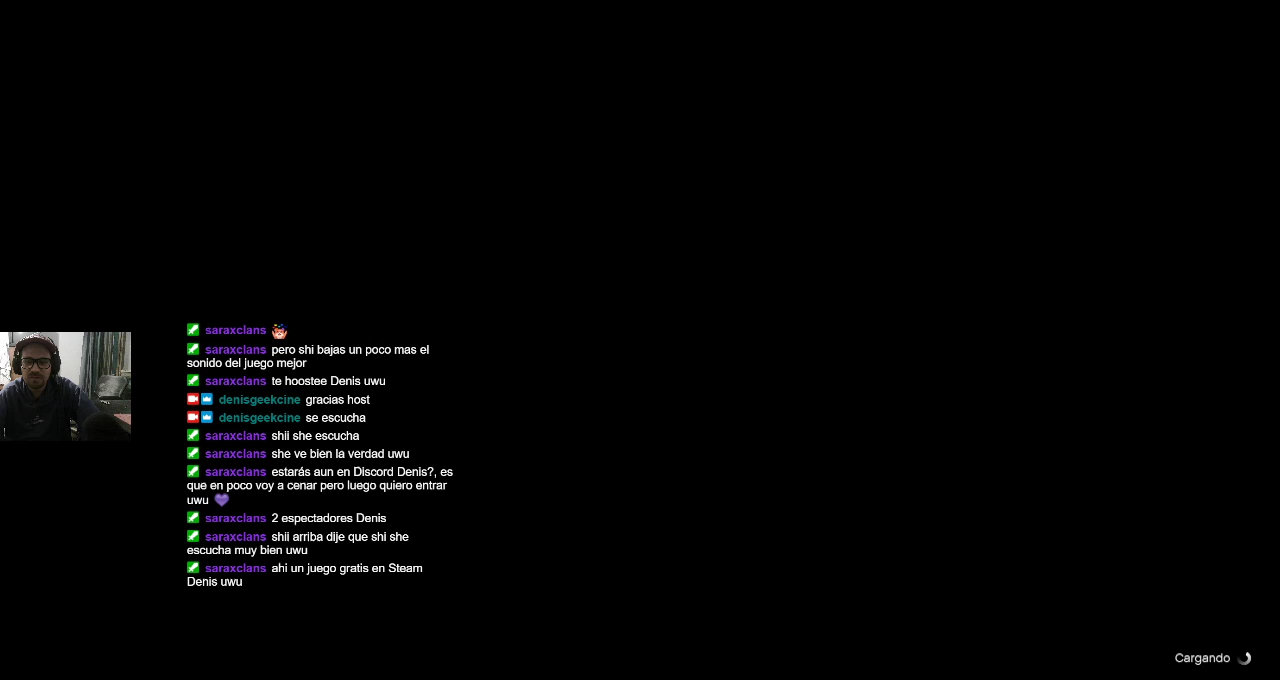 saraxclans
saraxclans pero shi bajas un poco mas el
sonido del juego mejor
saraxclans te hoostee Denis uwu
denisgeekcine gracias host
denisgeekcine se escucha
saraxclans shii she escucha
saraxclans she ve bien la verdad uwu
saraxclans estarás aun en Discord Denis?, es
que en poco voy a cenar pero luego quiero entrar
uwu
saraxclans 2 espectadores Denis
saraxclans shii arriba dije que shi she
escucha muy bien uwu
saraxclans ahi un juego gratis en Steam
Denis uwu
Cargando